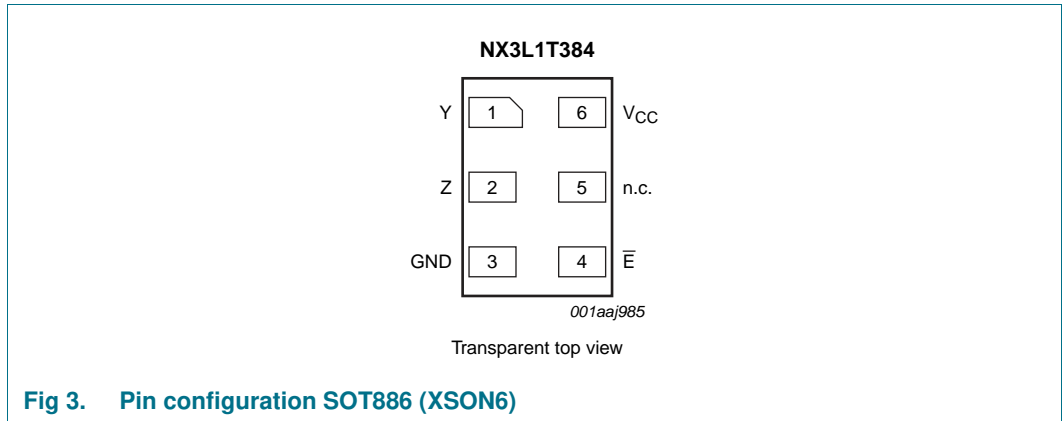 NX3L1T384
Y 1 6 VCC
Z 2 5 n.c.
GND 3 4 E̅
001aaj985
Transparent top view
Fig 3. Pin configuration SOT886 (XSON6)